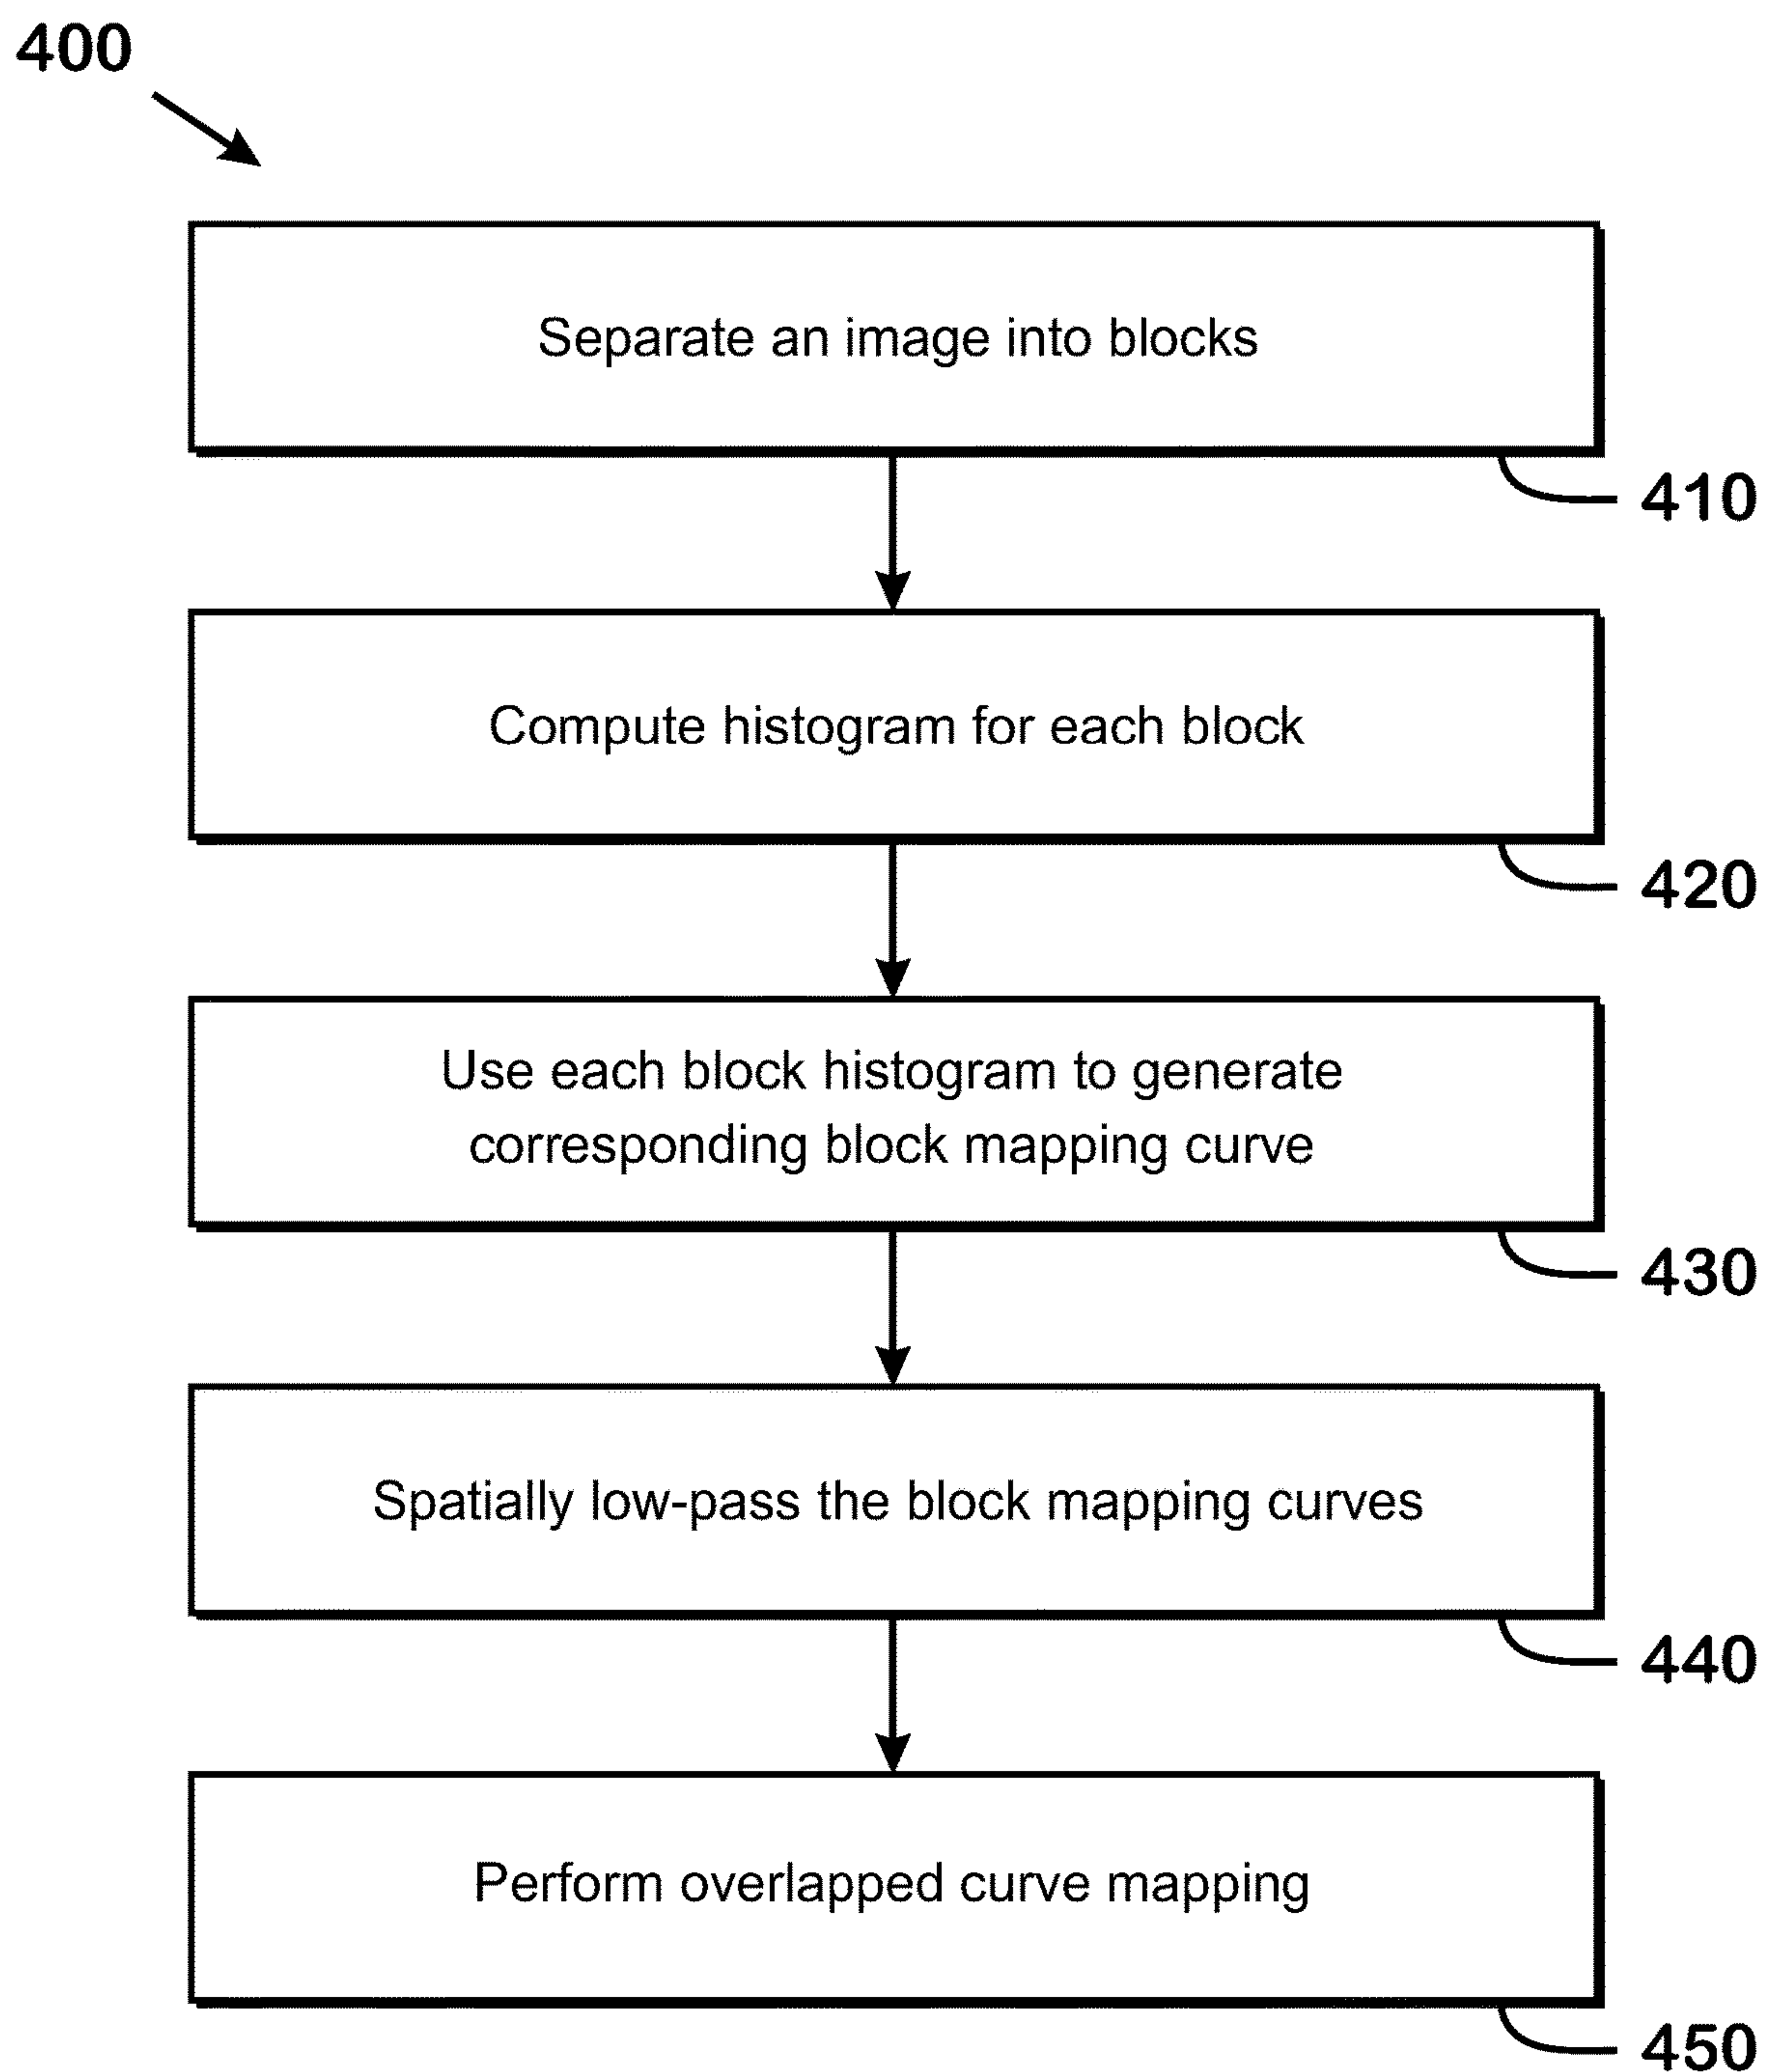 400
Separate an image into blocks
410
Compute histogram for each block
420
Use each block histogram to generate
corresponding block mapping curve
430
Spatially low-pass the block mapping curves
440
Perform overlapped curve mapping
450